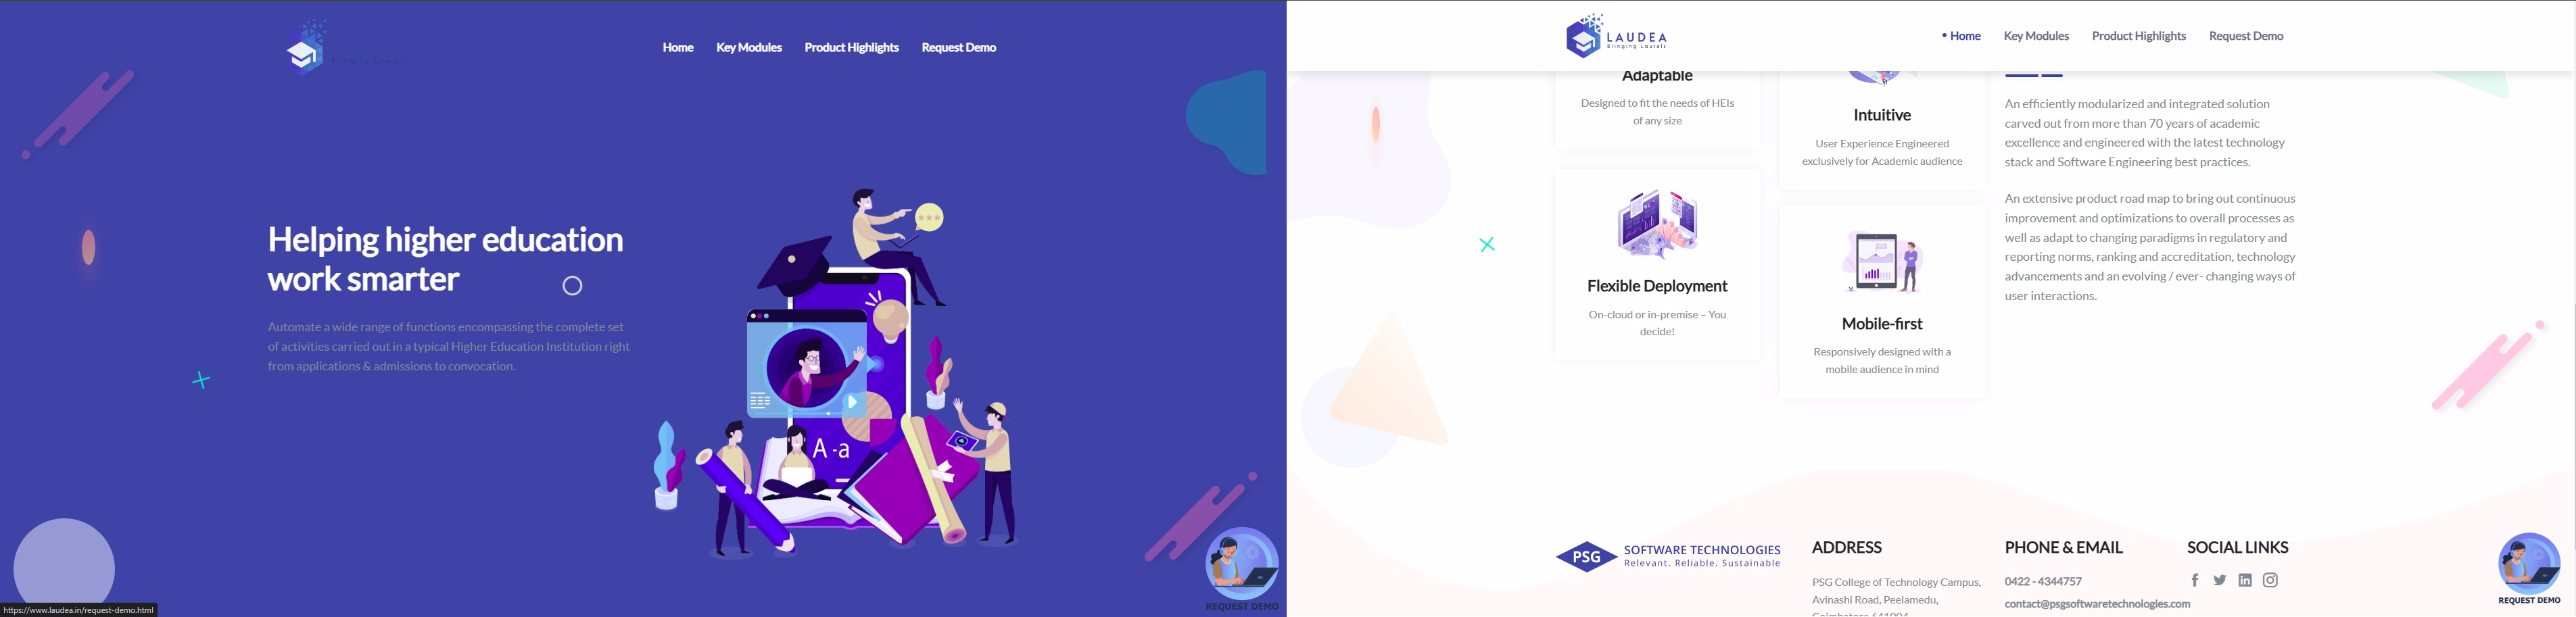 Bringing Laurels
Home
Key Modules
Product Highlights
Request Demo
Helping higher education
work smarter
Automate a wide range of functions encompassing the complete set
of activities carried out in a typical Higher Education Institution right
from applications & admissions to convocation.
A-a
REQUEST DEMO
https://www.laudea.in/request-demo.html
LAUDEA
Bringing Laurels
Home
Key Modules
Product Highlights
Request Demo
Adaptable
Designed to fit the needs of HEIs
of any size
Intuitive
User Experience Engineered
exclusively for Academic audience
Flexible Deployment
On-cloud or in-premise – You
decide!
Mobile-first
Responsively designed with a
mobile audience in mind
An efficiently modularized and integrated solution
carved out from more than 70 years of academic
excellence and engineered with the latest technology
stack and Software Engineering best practices.
An extensive product road map to bring out continuous
improvement and optimizations to overall processes as
well as adapt to changing paradigms in regulatory and
reporting norms, ranking and accreditation, technology
advancements and an evolving / ever- changing ways of
user interactions.
PSG
SOFTWARE TECHNOLOGIES
Relevant. Reliable. Sustainable
ADDRESS
PSG College of Technology Campus,
Avinashi Road, Peelamedu,
Coimbatore 641004
PHONE & EMAIL
0422 - 4344757
contact@psgsoftwaretechnologies.com
SOCIAL LINKS
REQUEST DEMO